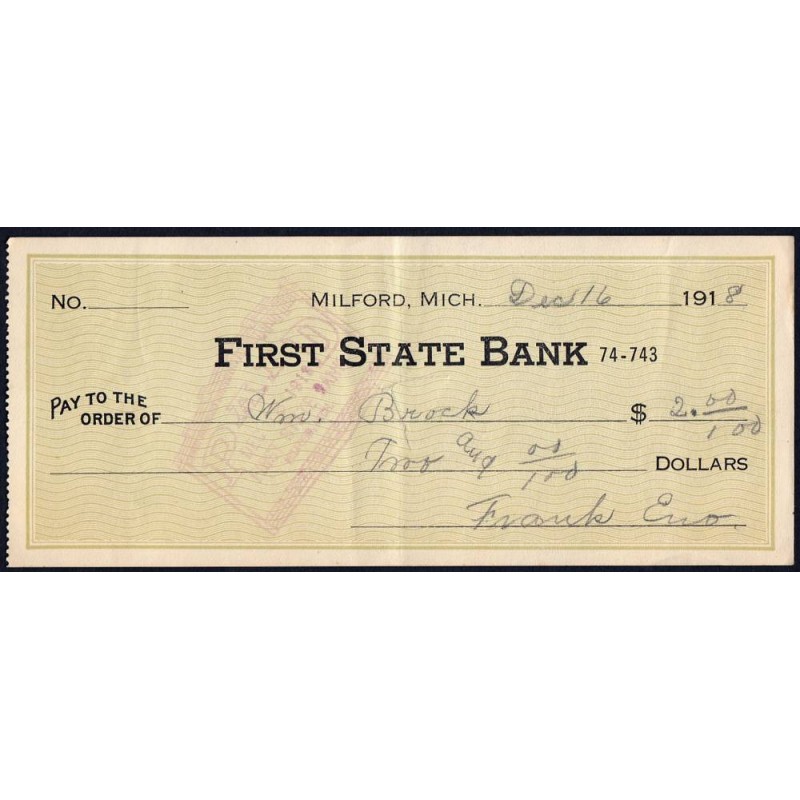 No. MILFORD, MICH. Dec 16 1918
FIRST STATE BANK 74-743
PAY TO THE ORDER OF Wm. Brock $ 2.00/100
Two and 00/100 DOLLARS
Frank Eno.